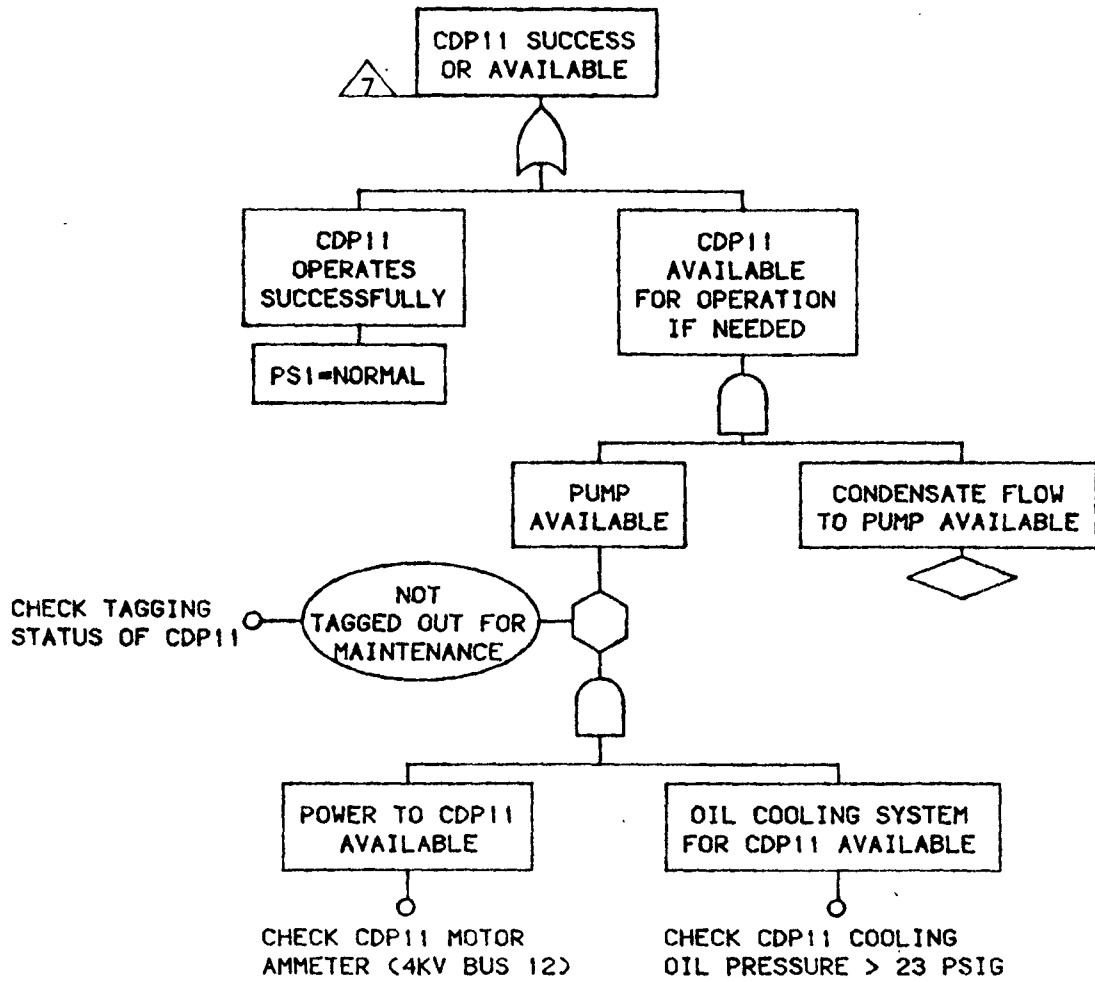 CDP11 SUCCESS
OR AVAILABLE
7
CDP11
OPERATES
SUCCESSFULLY
PS1=NORMAL
CDP11
AVAILABLE
FOR OPERATION
IF NEEDED
PUMP
AVAILABLE
CONDENSATE FLOW
TO PUMP AVAILABLE
CHECK TAGGING
STATUS OF CDP11
NOT
TAGGED OUT FOR
MAINTENANCE
POWER TO CDP11
AVAILABLE
OIL COOLING SYSTEM
FOR CDP11 AVAILABLE
CHECK CDP11 MOTOR
AMMETER (4KV BUS 12)
CHECK CDP11 COOLING
OIL PRESSURE > 23 PSIG